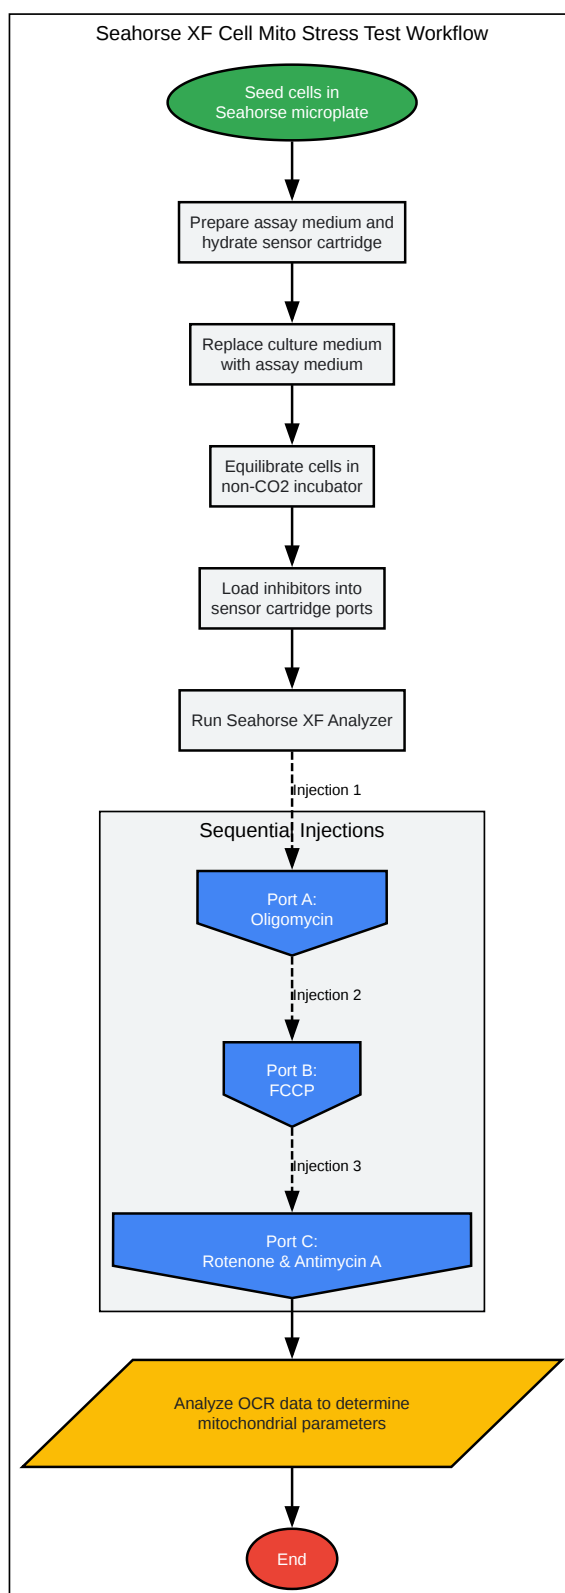 Seahorse XF Cell Mito Stress Test Workflow
Seed cells in
Seahorse microplate
Prepare assay medium and
hydrate sensor cartridge
Replace culture medium
with assay medium
Equilibrate cells in
non-CO2 incubator
Load inhibitors into
sensor cartridge ports
Run Seahorse XF Analyzer
Injection 1
Sequential Injections
Port A:
Oligomycin
Injection 2
Port B:
FCCP
Injection 3
Port C:
Rotenone & Antimycin A
Analyze OCR data to determine
mitochondrial parameters
End